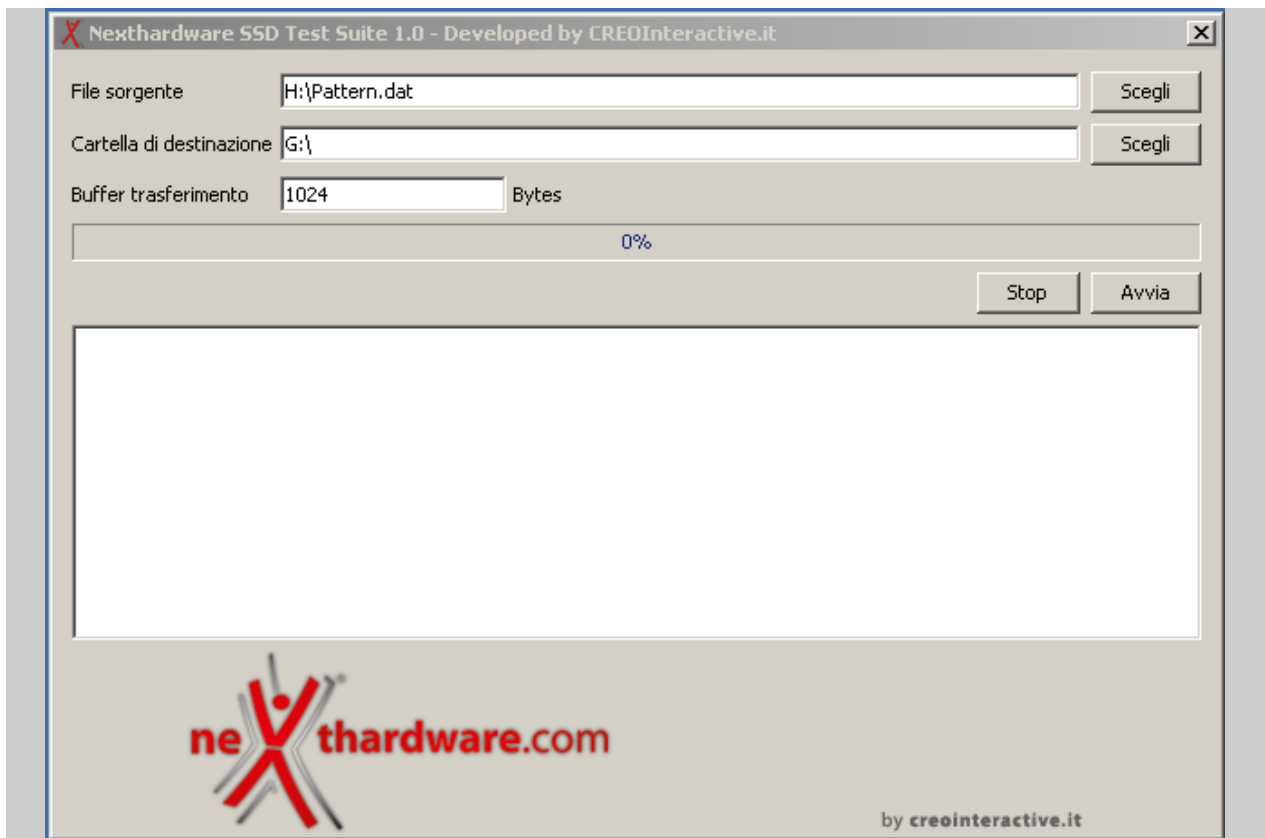 Nexthardware SSD Test Suite 1.0 - Developed by CREOInteractive.it
File sorgente H:\Pattern.dat Scegli
Cartella di destinazione G:\ Scegli
Buffer trasferimento 1024 Bytes
0%
Stop Avvia
nexthardware.com
by creointeractive.it